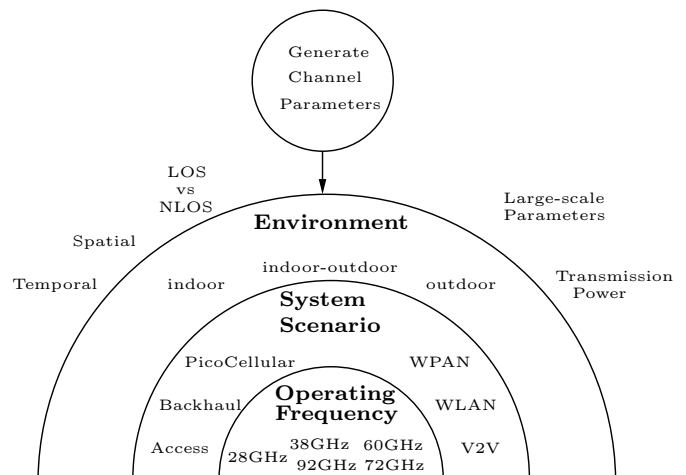 Generate
Channel
Parameters
LOS
vs
NLOS
Large-scale
Parameters
Environment
Spatial
Temporal
indoor
indoor-outdoor
outdoor
Transmission
Power
System
Scenario
PicoCellular
WPAN
Operating
Frequency
Backhaul
WLAN
Access
V2V
28GHz
38GHz
60GHz
92GHz
72GHz